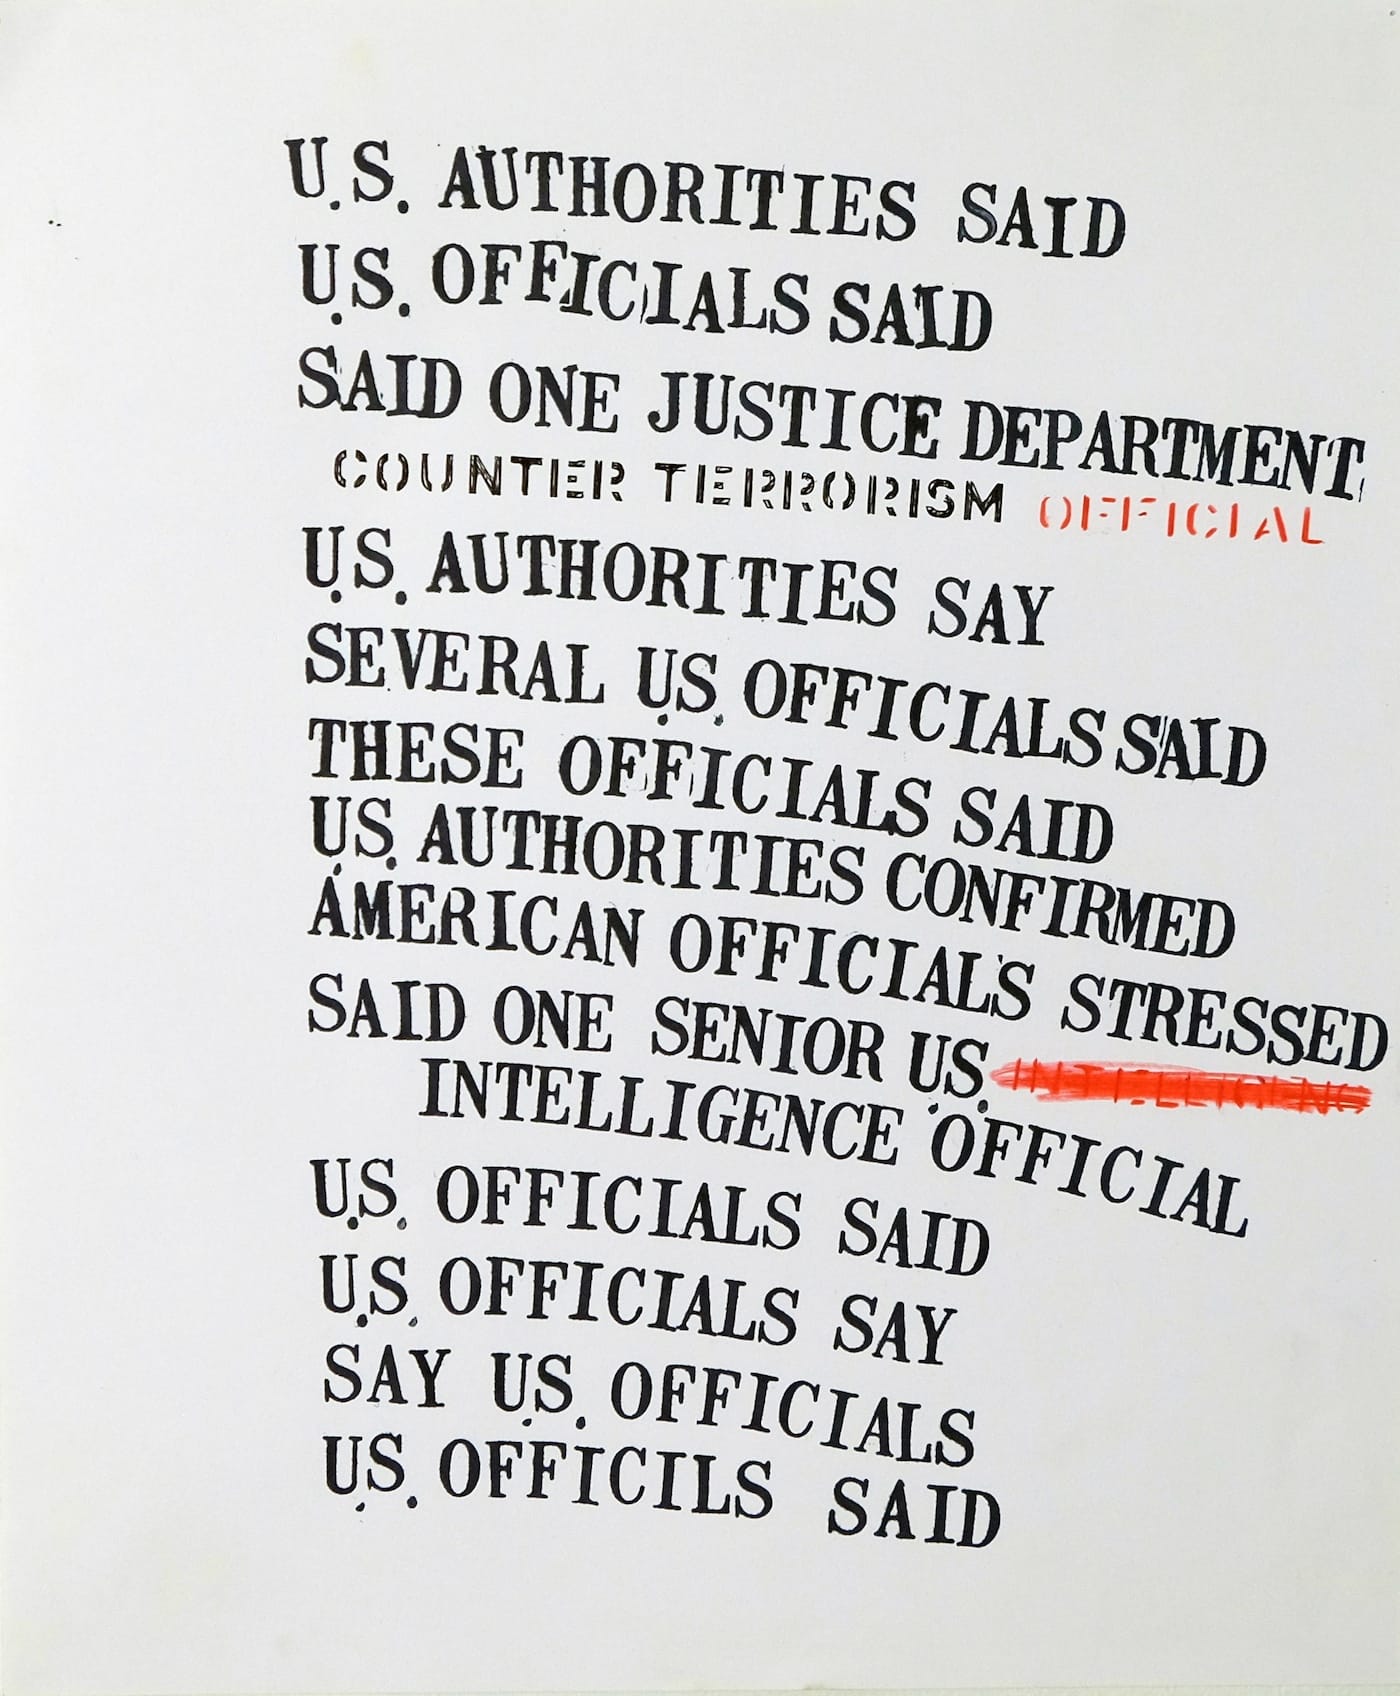 U.S. AUTHORITIES SAID
U.S. OFFICIALS SAID
SAID ONE JUSTICE DEPARTMENT
COUNTER TERRORISM OFFICIAL
U.S. AUTHORITIES SAY
SEVERAL U.S. OFFICIALS SAID
THESE OFFICIALS SAID
U.S. AUTHORITIES CONFIRMED
AMERICAN OFFICIALS STRESSED
SAID ONE SENIOR U.S.
INTELLIGENCE OFFICIAL
U.S. OFFICIALS SAID
U.S. OFFICIALS SAY
SAY U.S. OFFICIALS
U.S. OFFICILS SAID